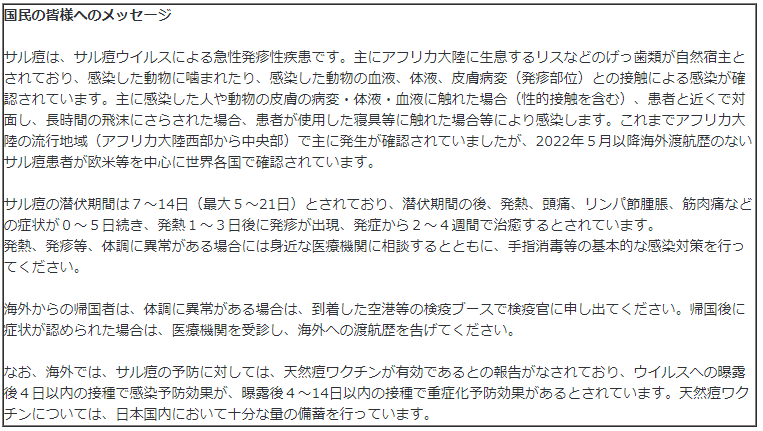 国民の皆様へのメッセージ
サル痘は、サル痘ウイルスによる急性発疹性疾患です。主にアフリカ大陸に生息するリスなどのげっ歯類が自然宿主と
されており、感染した動物に噛まれたり、感染した動物の血液、体液、皮膚病変（発疹部位）との接触による感染が確
認されています。主に感染した人や動物の皮膚の病変・体液・血液に触れた場合（性的接触を含む）、患者と近くで対
面し、長時間の飛沫にさらされた場合、患者が使用した寝具等に触れた場合等により感染します。これまでアフリカ大
陸の流行地域（アフリカ大陸西部から中央部）で主に発生が確認されていましたが、2022年５月以降海外渡航歴のない
サル痘患者が欧米等を中心に世界各国で確認されています。
サル痘の潜伏期間は７～14日（最大５～21日）とされており、潜伏期間の後、発熱、頭痛、リンパ節腫脹、筋肉痛など
の症状が０～５日続き、発熱１～３日後に発疹が出現、発症から２～４週間で治癒するとされています。
発熱、発疹等、体調に異常がある場合には身近な医療機関に相談するとともに、手指消毒等の基本的な感染対策を行っ
てください。
海外からの帰国者は、体調に異常がある場合は、到着した空港等の検疫ブースで検疫官に申し出てください。帰国後に
症状が認められた場合は、医療機関を受診し、海外への渡航歴を告げてください。
なお、海外では、サル痘の予防に対しては、天然痘ワクチンが有効であるとの報告がなされており、ウイルスへの曝露
後４日以内の接種で感染予防効果が、曝露後４～14日以内の接種で重症化予防効果があるとされています。天然痘ワク
チンについては、日本国内において十分な量の備蓄を行っています。